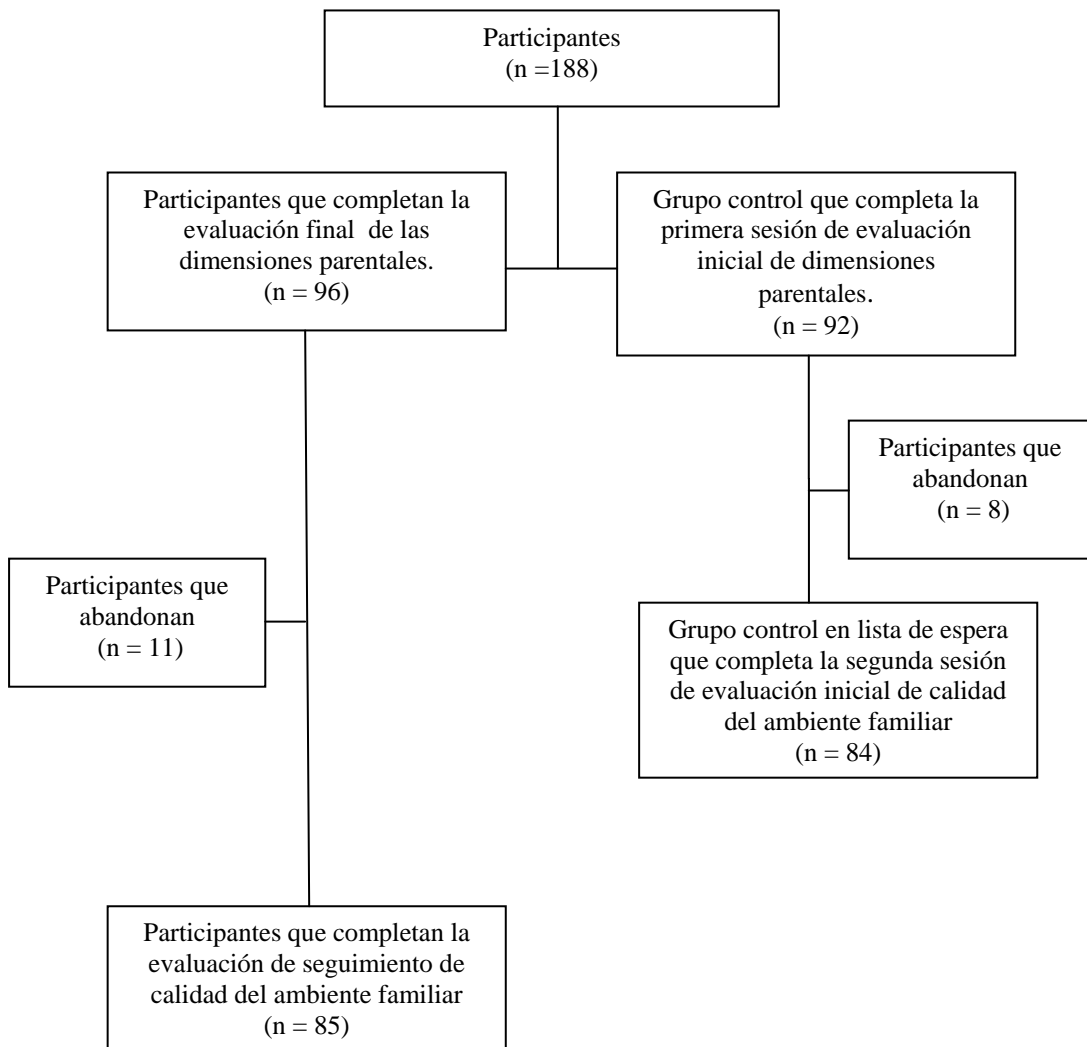 Participantes
(n =188)
Participantes que completan la
evaluación final  de las
dimensiones parentales.
(n = 96)
Grupo control que completa la
primera sesión de evaluación
inicial de dimensiones
parentales.
(n = 92)
Participantes que
abandonan
(n = 8)
Participantes que
abandonan
(n = 11)
Grupo control en lista de espera
que completa la segunda sesión
de evaluación inicial de calidad
del ambiente familiar
(n = 84)
Participantes que completan la
evaluación de seguimiento de
calidad del ambiente familiar
(n = 85)